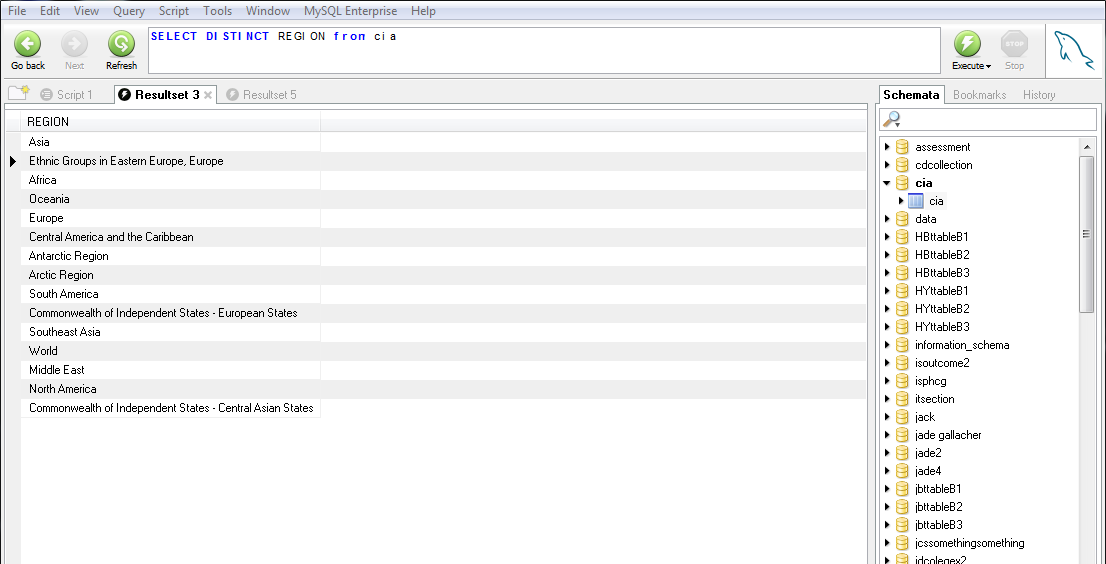 File Edit View Query Script Tools Window MySQL Enterprise Help
SELECT DISTINCT REGION from cia
Go back Next Refresh Execute Stop
STOP
Script 1 Resultset 3 Resultset 5
Schemata Bookmarks History
REGION
Asia
Ethnic Groups in Eastern Europe, Europe
Africa
Oceania
Europe
Central America and the Caribbean
Antarctic Region
Arctic Region
South America
Commonwealth of Independent States - European States
Southeast Asia
World
Middle East
North America
Commonwealth of Independent States - Central Asian States
assessment
cdcollection
cia
cia
data
HBttableB1
HBttableB2
HBttableB3
HYttableB1
HYttableB2
HYttableB3
information_schema
isoutcome2
isphcg
itsection
jack
jade gallacher
jade2
jade4
jbttableB1
jbttableB2
jbttableB3
jcssomethingsomething